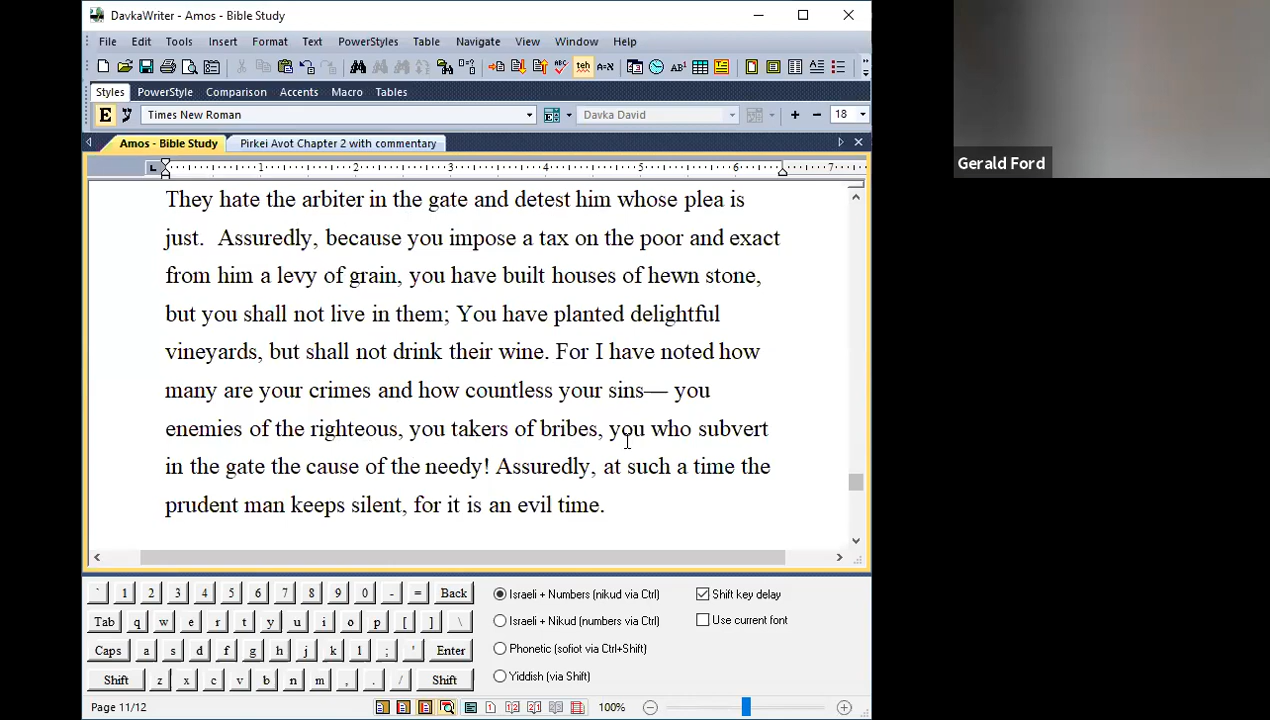 DavkaWriter - Amos - Bible Study
File Edit Tools Insert Format Text PowerStyles Table Navigate View Window Help
Styles PowerStyle Comparison Accents Macro Tables
E Times New Roman Davka David 18
Amos - Bible Study Pirkei Avot Chapter 2 with commentary
1 2 3 4 5 6 7
They hate the arbiter in the gate and detest him whose plea is
just. Assuredly, because you impose a tax on the poor and exact
from him a levy of grain, you have built houses of hewn stone,
but you shall not live in them; You have planted delightful
vineyards, but shall not drink their wine. For I have noted how
many are your crimes and how countless your sins— you
enemies of the righteous, you takers of bribes, you who subvert
in the gate the cause of the needy! Assuredly, at such a time the
prudent man keeps silent, for it is an evil time.
` 1 2 3 4 5 6 7 8 9 0 - = Back
Tab q w e r t y u i o p [ ] \
Caps a s d f g h j k l ; ' Enter
Shift z x c v b n m , . / Shift
Israeli + Numbers (nikud via Ctrl)
Israeli + Nikud (numbers via Ctrl)
Phonetic (sofiot via Ctrl+Shift)
Yiddish (via Shift)
Shift key delay
Use current font
Page 11/12 100%
Gerald Ford